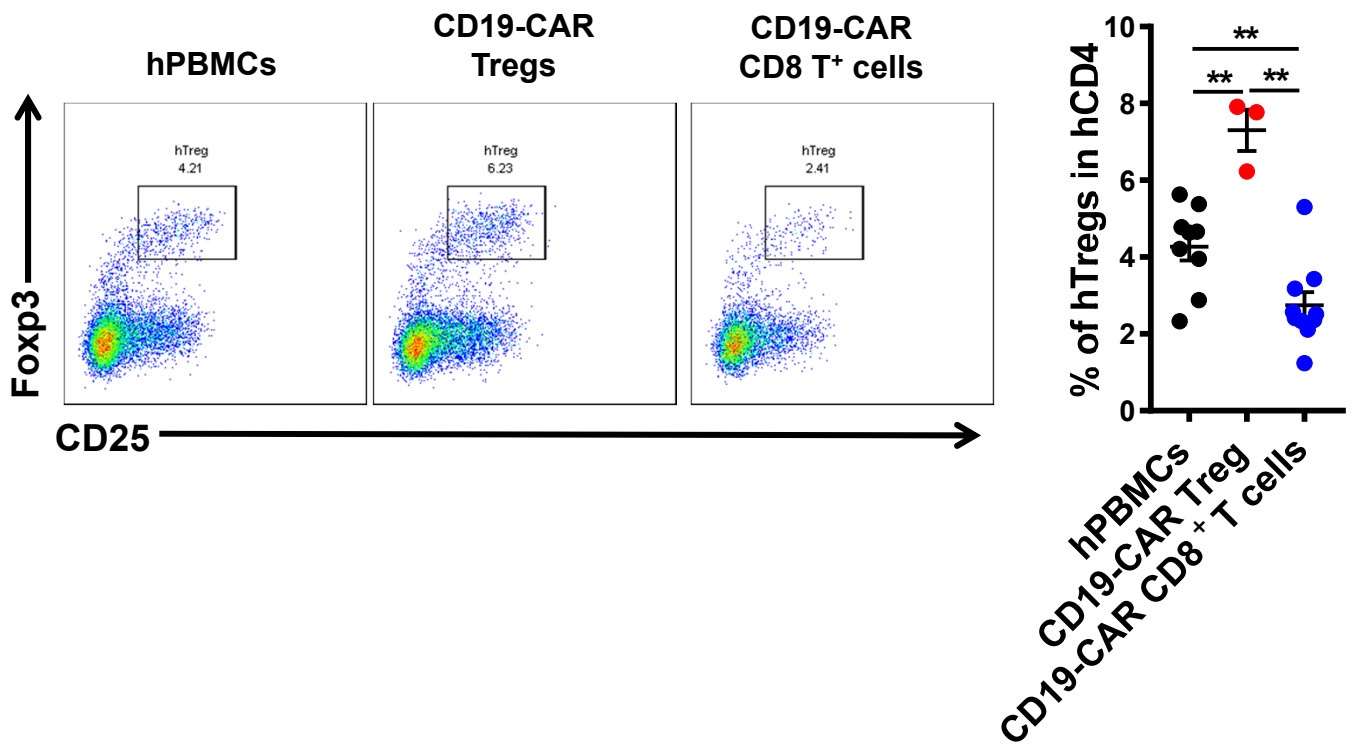 hPBMCs
CD19-CAR
Tregs
CD19-CAR
CD8 T⁺ cells
hTreg
4.21
hTreg
6.23
hTreg
2.41
Foxp3
CD25
% of hTregs in hCD4
10
8
6
4
2
0
**
**
**
hPBMCs
CD19-CAR Treg
CD19-CAR CD8⁺ T cells